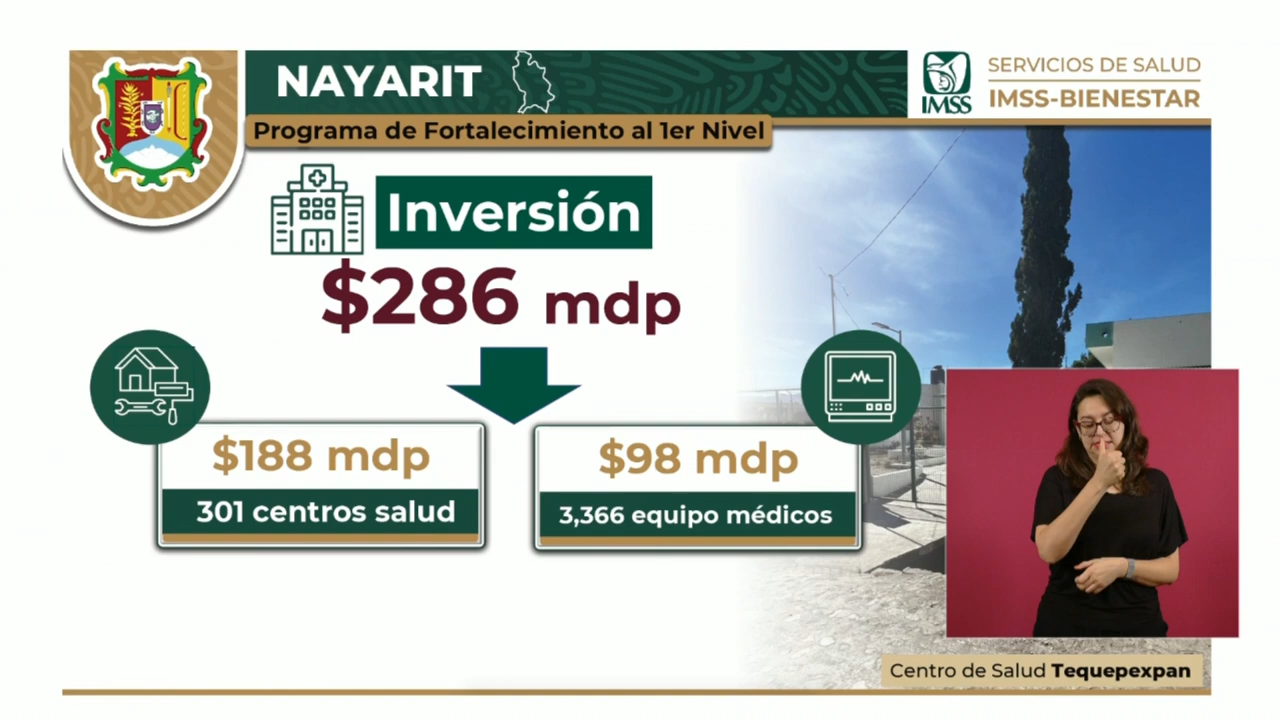 NAYARIT
IMSS
SERVICIOS DE SALUD
IMSS-BIENESTAR
Programa de Fortalecimiento al 1er Nivel
Inversión
$286 mdp
$188 mdp
301 centros salud
$98 mdp
3,366 equipo médicos
Centro de Salud Tequepexpan